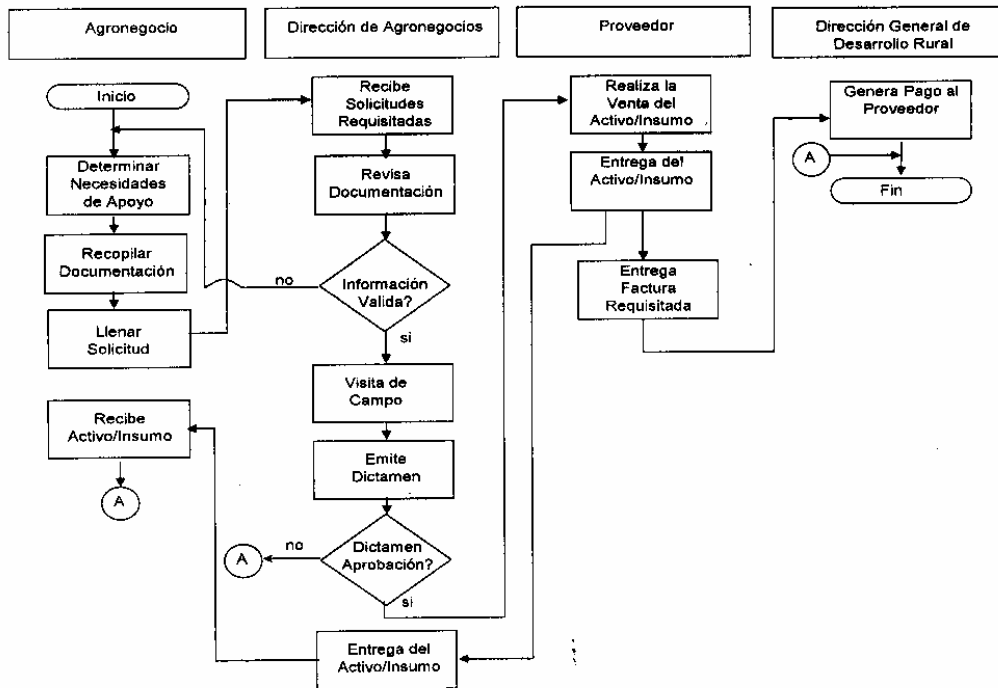 Agronegocio
Dirección de Agronegocios
Proveedor
Dirección General de
Desarrollo Rural
Inicio
Determinar
Necesidades
de Apoyo
Recopilar
Documentación
Llenar
Solicitud
Recibe
Activo/Insumo
A
Recibe
Solicitudes
Requisitadas
Revisa
Documentación
no
Información
Valida?
si
Visita de
Campo
Emite
Dictamen
A
no
Dictamen
Aprobación?
si
Entrega del
Activo/Insumo
Realiza la
Venta del
Activo/Insumo
Entrega del
Activo/Insumo
Entrega
Factura
Requisitada
Genera Pago al
Proveedor
A
Fin